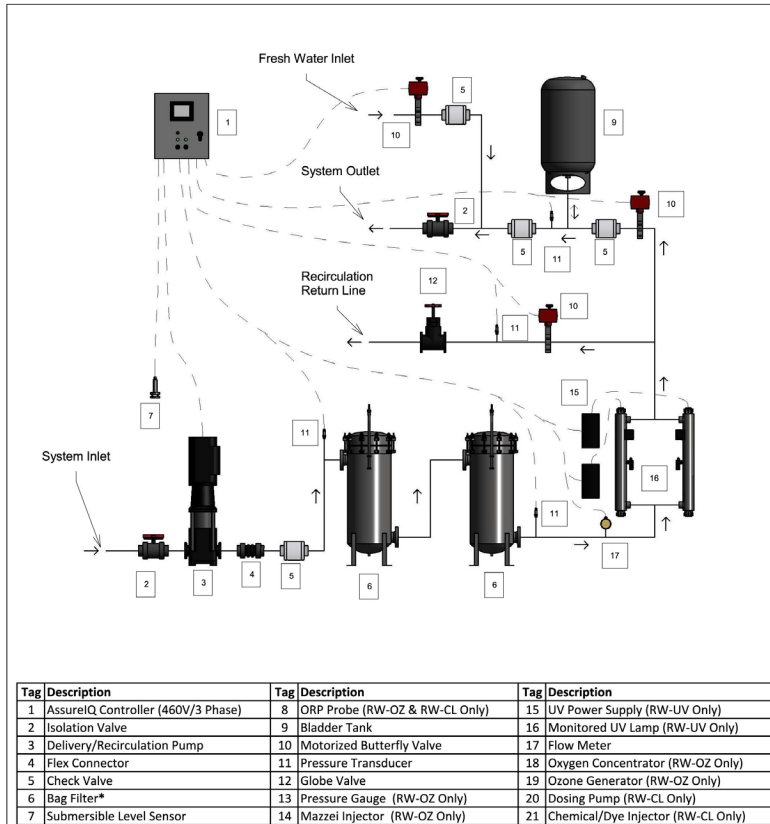 Fresh Water Inlet
5
1
10
9
System Outlet
2
10
5
11
5
Recirculation
Return Line
12
10
11
15
7
11
System Inlet
16
11
17
2
3
4
5
6
6
Tag Description Tag Description Tag Description
1 AssureIQ Controller (460V/3 Phase) 8 ORP Probe (RW-OZ & RW-CL Only) 15 UV Power Supply (RW-UV Only)
2 Isolation Valve 9 Bladder Tank 16 Monitored UV Lamp (RW-UV Only)
3 Delivery/Recirculation Pump 10 Motorized Butterfly Valve 17 Flow Meter
4 Flex Connector 11 Pressure Transducer 18 Oxygen Concentrator (RW-OZ Only)
5 Check Valve 12 Globe Valve 19 Ozone Generator (RW-OZ Only)
6 Bag Filter* 13 Pressure Gauge (RW-OZ Only) 20 Dosing Pump (RW-CL Only)
7 Submersible Level Sensor 14 Mazzei Injector (RW-OZ Only) 21 Chemical/Dye Injector (RW-CL Only)